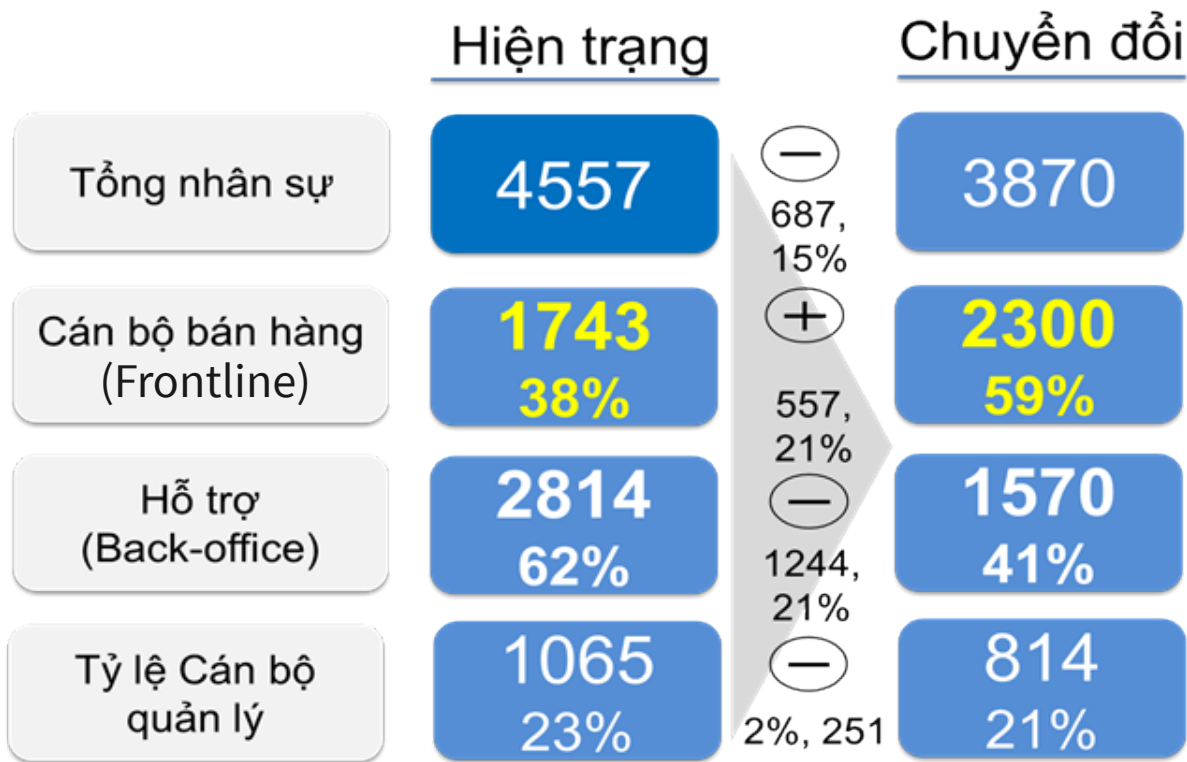 Hiện trạng
Chuyển đổi
Tổng nhân sự
4557
−
687,
15%
3870
Cán bộ bán hàng
(Frontline)
1743
38%
+
557,
21%
2300
59%
Hỗ trợ
(Back-office)
2814
62%
−
1244,
21%
1570
41%
Tỷ lệ Cán bộ
quản lý
1065
23%
−
2%, 251
814
21%